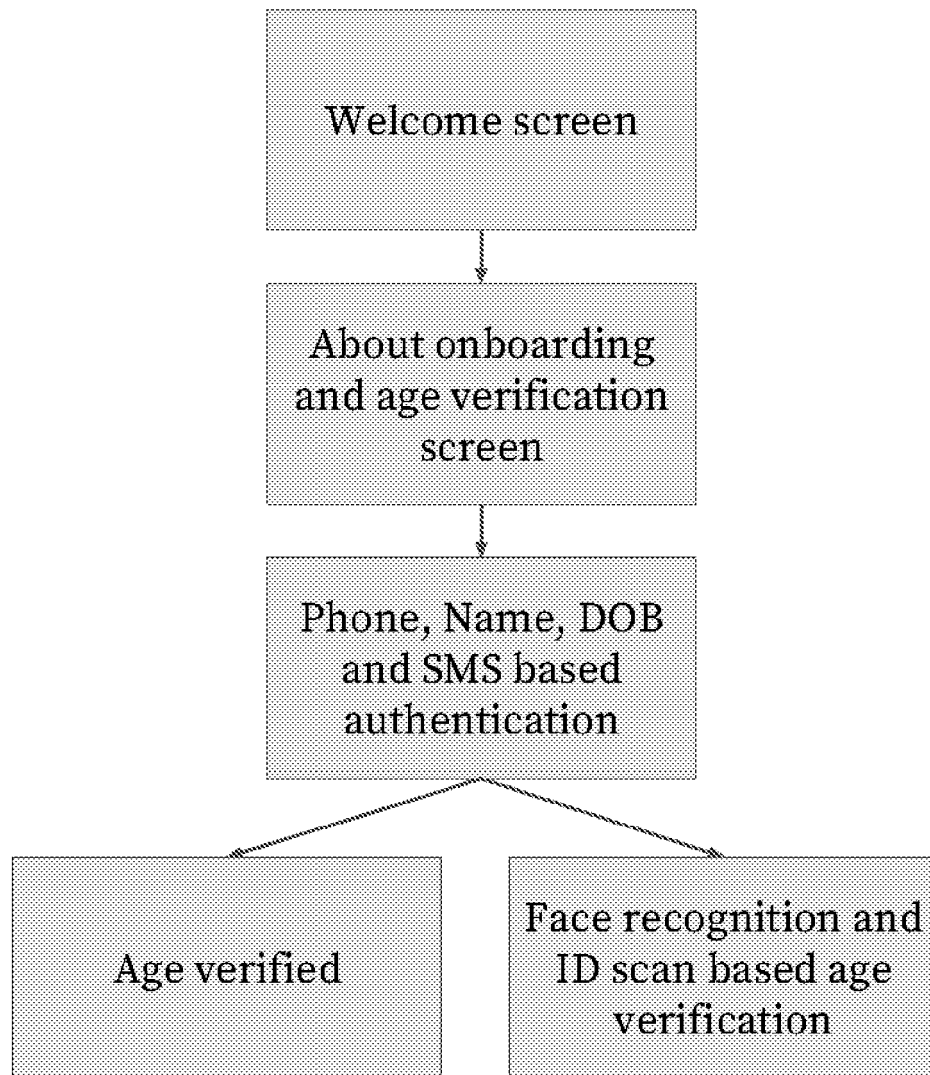 Welcome screen
About onboarding
and age verification
screen
Phone, Name, DOB
and SMS based
authentication
Age verified
Face recognition and
ID scan based age
verification